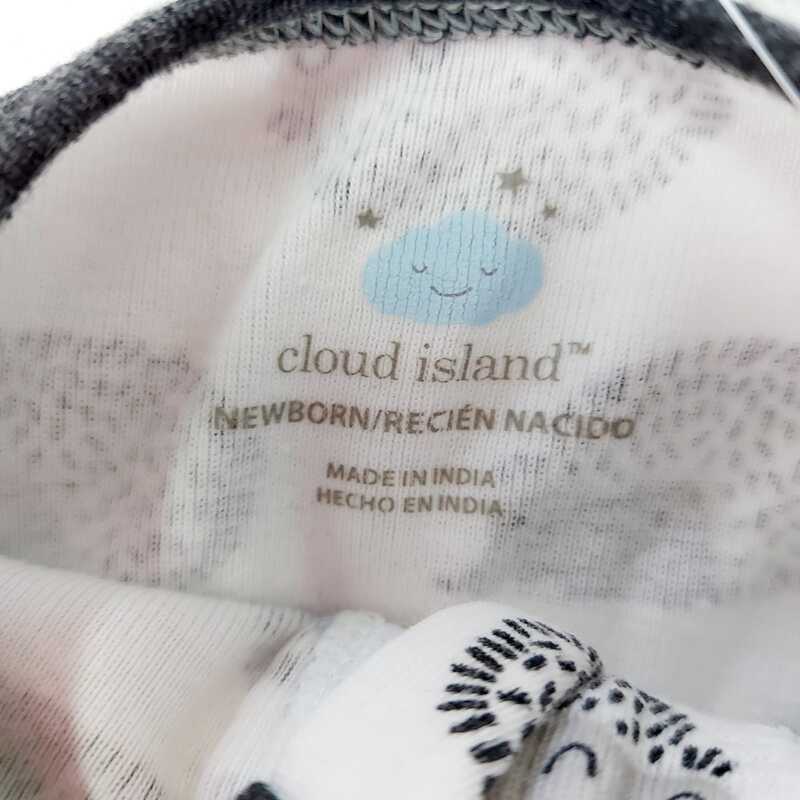 cloud island™
NEWBORN/RECIÉN NACIDO
MADE IN INDIA
HECHO EN INDIA